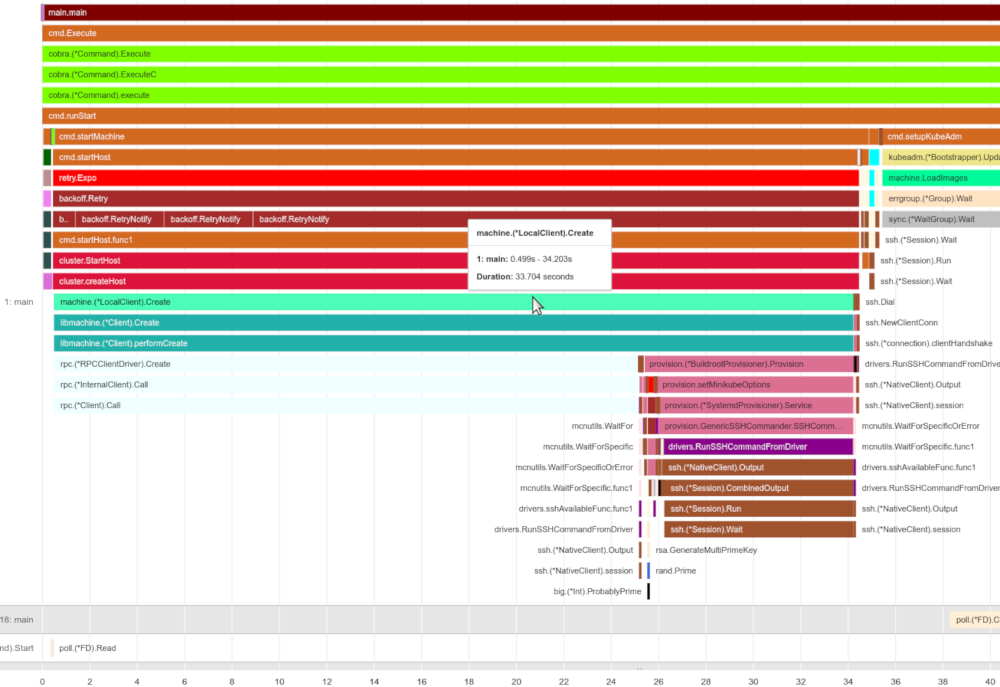 main.main
cmd.Execute
cobra.(*Command).Execute
cobra.(*Command).ExecuteC
cobra.(*Command).execute
cmd.runStart
cmd.startMachine cmd.setupKubeAdm
cmd.startHost kubeadm.(*Bootstrapper).Upda
retry.Expo machine.LoadImages
backoff.Retry errgroup.(*Group).Wait
b... backoff.RetryNotify backoff.RetryNotify backoff.RetryNotify sync.(*WaitGroup).Wait
cmd.startHost.func1 ssh.(*Session).Wait
cluster.StartHost ssh.(*Session).Run
cluster.createHost ssh.(*Session).Wait
machine.(*LocalClient).Create
1: main: 0.499s - 34.203s
Duration: 33.704 seconds
1: main machine.(*LocalClient).Create ssh.Dial
libmachine.(*Client).Create ssh.NewClientConn
libmachine.(*Client).performCreate ssh.(*connection).clientHandshake
rpc.(*RPCClientDriver).Create provision.(*BuildrootProvisioner).Provision drivers.RunSSHCommandFromDrive
rpc.(*InternalClient).Call provision.setMinikubeOptions ssh.(*NativeClient).Output
rpc.(*Client).Call provision.(*SystemdProvisioner).Service ssh.(*NativeClient).session
mcnutils.WaitFor provision.GenericSSHCommander.SSHComm... mcnutils.WaitForSpecificOrError
mcnutils.WaitForSpecific drivers.RunSSHCommandFromDriver mcnutils.WaitForSpecific.func1
mcnutils.WaitForSpecificOrError ssh.(*NativeClient).Output drivers.sshAvailableFunc.func1
mcnutils.WaitForSpecific.func1 ssh.(*Session).CombinedOutput drivers.RunSSHCommandFromDriver
drivers.sshAvailableFunc.func1 ssh.(*Session).Run ssh.(*NativeClient).Output
drivers.RunSSHCommandFromDriver ssh.(*Session).Wait ssh.(*NativeClient).session
ssh.(*NativeClient).Output rsa.GenerateMultiPrimeKey
ssh.(*NativeClient).session rand.Prime
big.(*Int).ProbablyPrime
18: main poll.(*FD).C
nd).Start poll.(*FD).Read
0 2 4 6 8 10 12 14 16 18 20 22 24 26 28 30 32 34 36 38 40